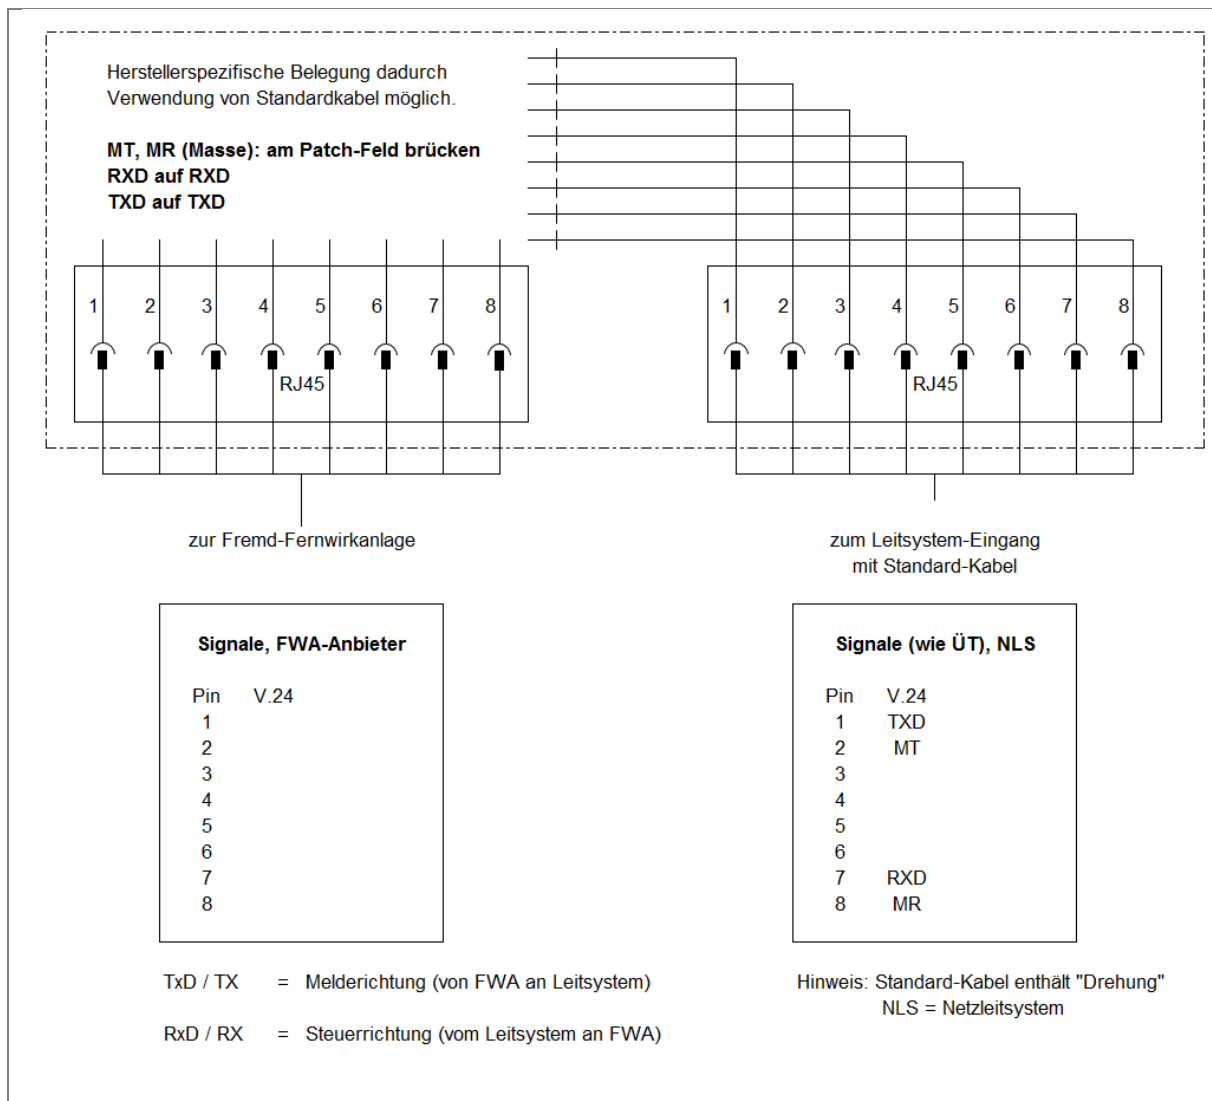 Herstellerspezifische Belegung dadurch
Verwendung von Standardkabel möglich.
MT, MR (Masse): am Patch-Feld brücken
RXD auf RXD
TXD auf TXD
1 2 3 4 5 6 7 8
RJ45
1 2 3 4 5 6 7 8
RJ45
zur Fremd-Fernwirkanlage
zum Leitsystem-Eingang
mit Standard-Kabel
Signale, FWA-Anbieter
Pin V.24
1
2
3
4
5
6
7
8
Signale (wie ÜT), NLS
Pin V.24
1 TXD
2 MT
3
4
5
6
7 RXD
8 MR
TxD / TX = Melderichtung (von FWA an Leitsystem)
RxD / RX = Steuerrichtung (vom Leitsystem an FWA)
Hinweis: Standard-Kabel enthält "Drehung"
NLS = Netzleitsystem